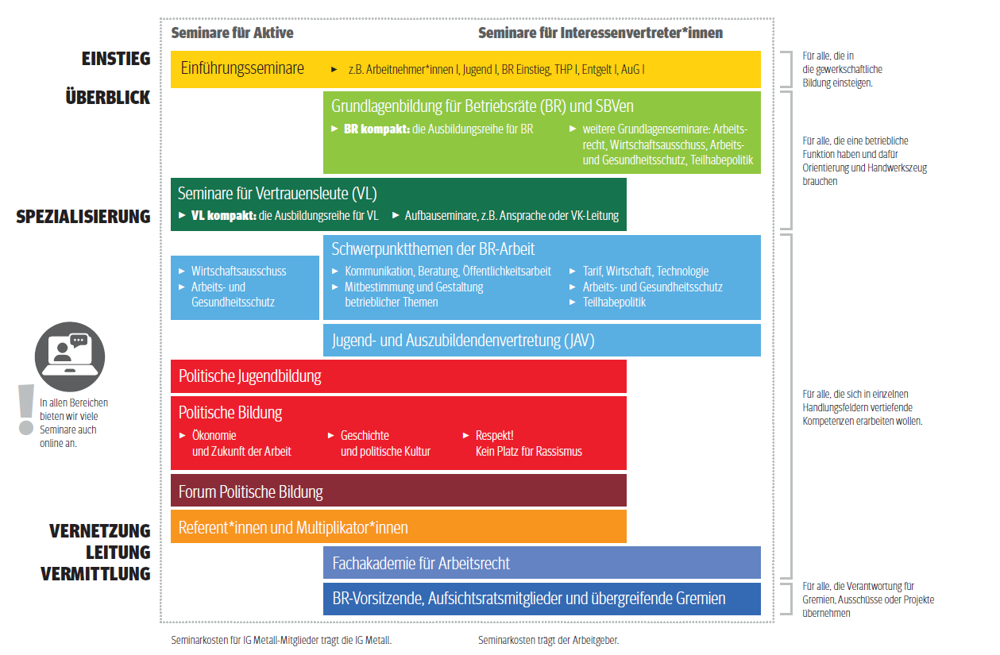 Seminare für Aktive
Seminare für Interessenvertreter*innen
EINSTIEG
Einführungsseminare
► z.B. Arbeitnehmer*innen I, Jugend I, BR Einstieg, THP I, Entgelt I, AuG I
Für alle, die in
die gewerkschaftliche
Bildung einsteigen.
ÜBERBLICK
Grundlagenbildung für Betriebsräte (BR) und SBVen
► BR kompakt: die Ausbildungsreihe für BR
► weitere Grundlagenseminare: Arbeits-
recht, Wirtschaftsausschuss, Arbeits-
und Gesundheitsschutz, Teilhabepolitik
Für alle, die eine betriebliche
Funktion haben und dafür
Orientierung und Handwerkszeug
brauchen
Seminare für Vertrauensleute (VL)
► VL kompakt: die Ausbildungsreihe für VL
► Aufbauseminare, z.B. Ansprache oder VK-Leitung
SPEZIALISIERUNG
► Wirtschaftsausschuss
► Arbeits- und
Gesundheitsschutz
Schwerpunktthemen der BR-Arbeit
► Kommunikation, Beratung, Öffentlichkeitsarbeit
► Mitbestimmung und Gestaltung
betrieblicher Themen
► Tarif, Wirtschaft, Technologie
► Arbeits- und Gesundheitsschutz
► Teilhabepolitik
Jugend- und Auszubildendenvertretung (JAV)
Politische Jugendbildung
Politische Bildung
► Ökonomie
und Zukunft der Arbeit
► Geschichte
und politische Kultur
► Respekt!
Kein Platz für Rassismus
Für alle, die sich in einzelnen
Handlungsfeldern vertiefende
Kompetenzen erarbeiten wollen.
!
In allen Bereichen
bieten wir viele
Seminare auch
online an.
Forum Politische Bildung
VERNETZUNG
LEITUNG
VERMITTLUNG
Referent*innen und Multiplikator*innen
Fachakademie für Arbeitsrecht
BR-Vorsitzende, Aufsichtsratsmitglieder und übergreifende Gremien
Für alle, die Verantwortung für
Gremien, Ausschüsse oder Projekte
übernehmen
Seminarkosten für IG Metall-Mitglieder trägt die IG Metall.
Seminarkosten trägt der Arbeitgeber.